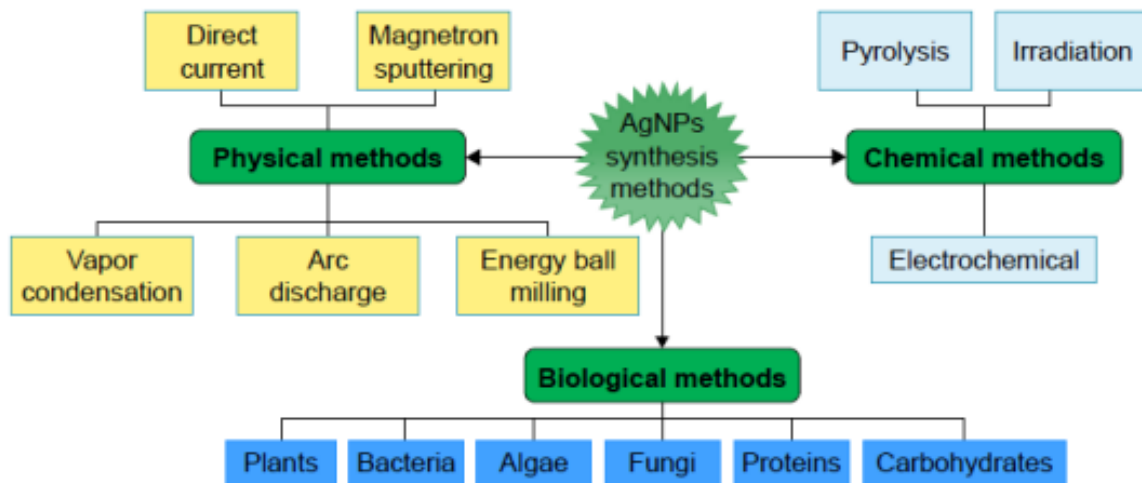 Direct
current
Magnetron
sputtering
Pyrolysis
Irradiation
AgNPs
synthesis
methods
Physical methods
Chemical methods
Vapor
condensation
Arc
discharge
Energy ball
milling
Electrochemical
Biological methods
Plants
Bacteria
Algae
Fungi
Proteins
Carbohydrates